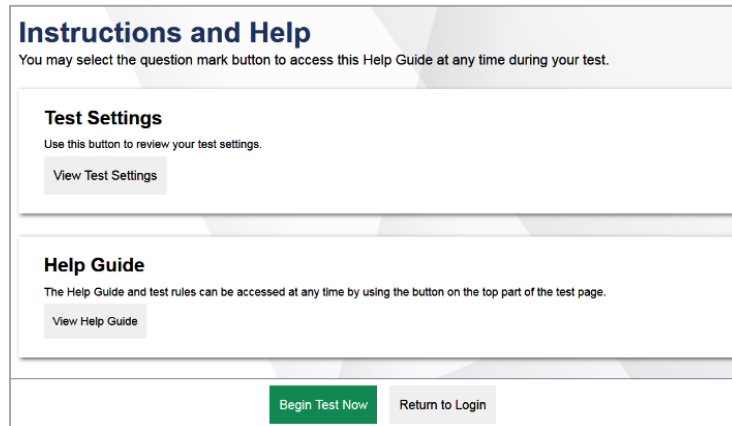 Instructions and Help
You may select the question mark button to access this Help Guide at any time during your test.
Test Settings
Use this button to review your test settings.
View Test Settings
Help Guide
The Help Guide and test rules can be accessed at any time by using the button on the top part of the test page.
View Help Guide
Begin Test Now
Return to Login